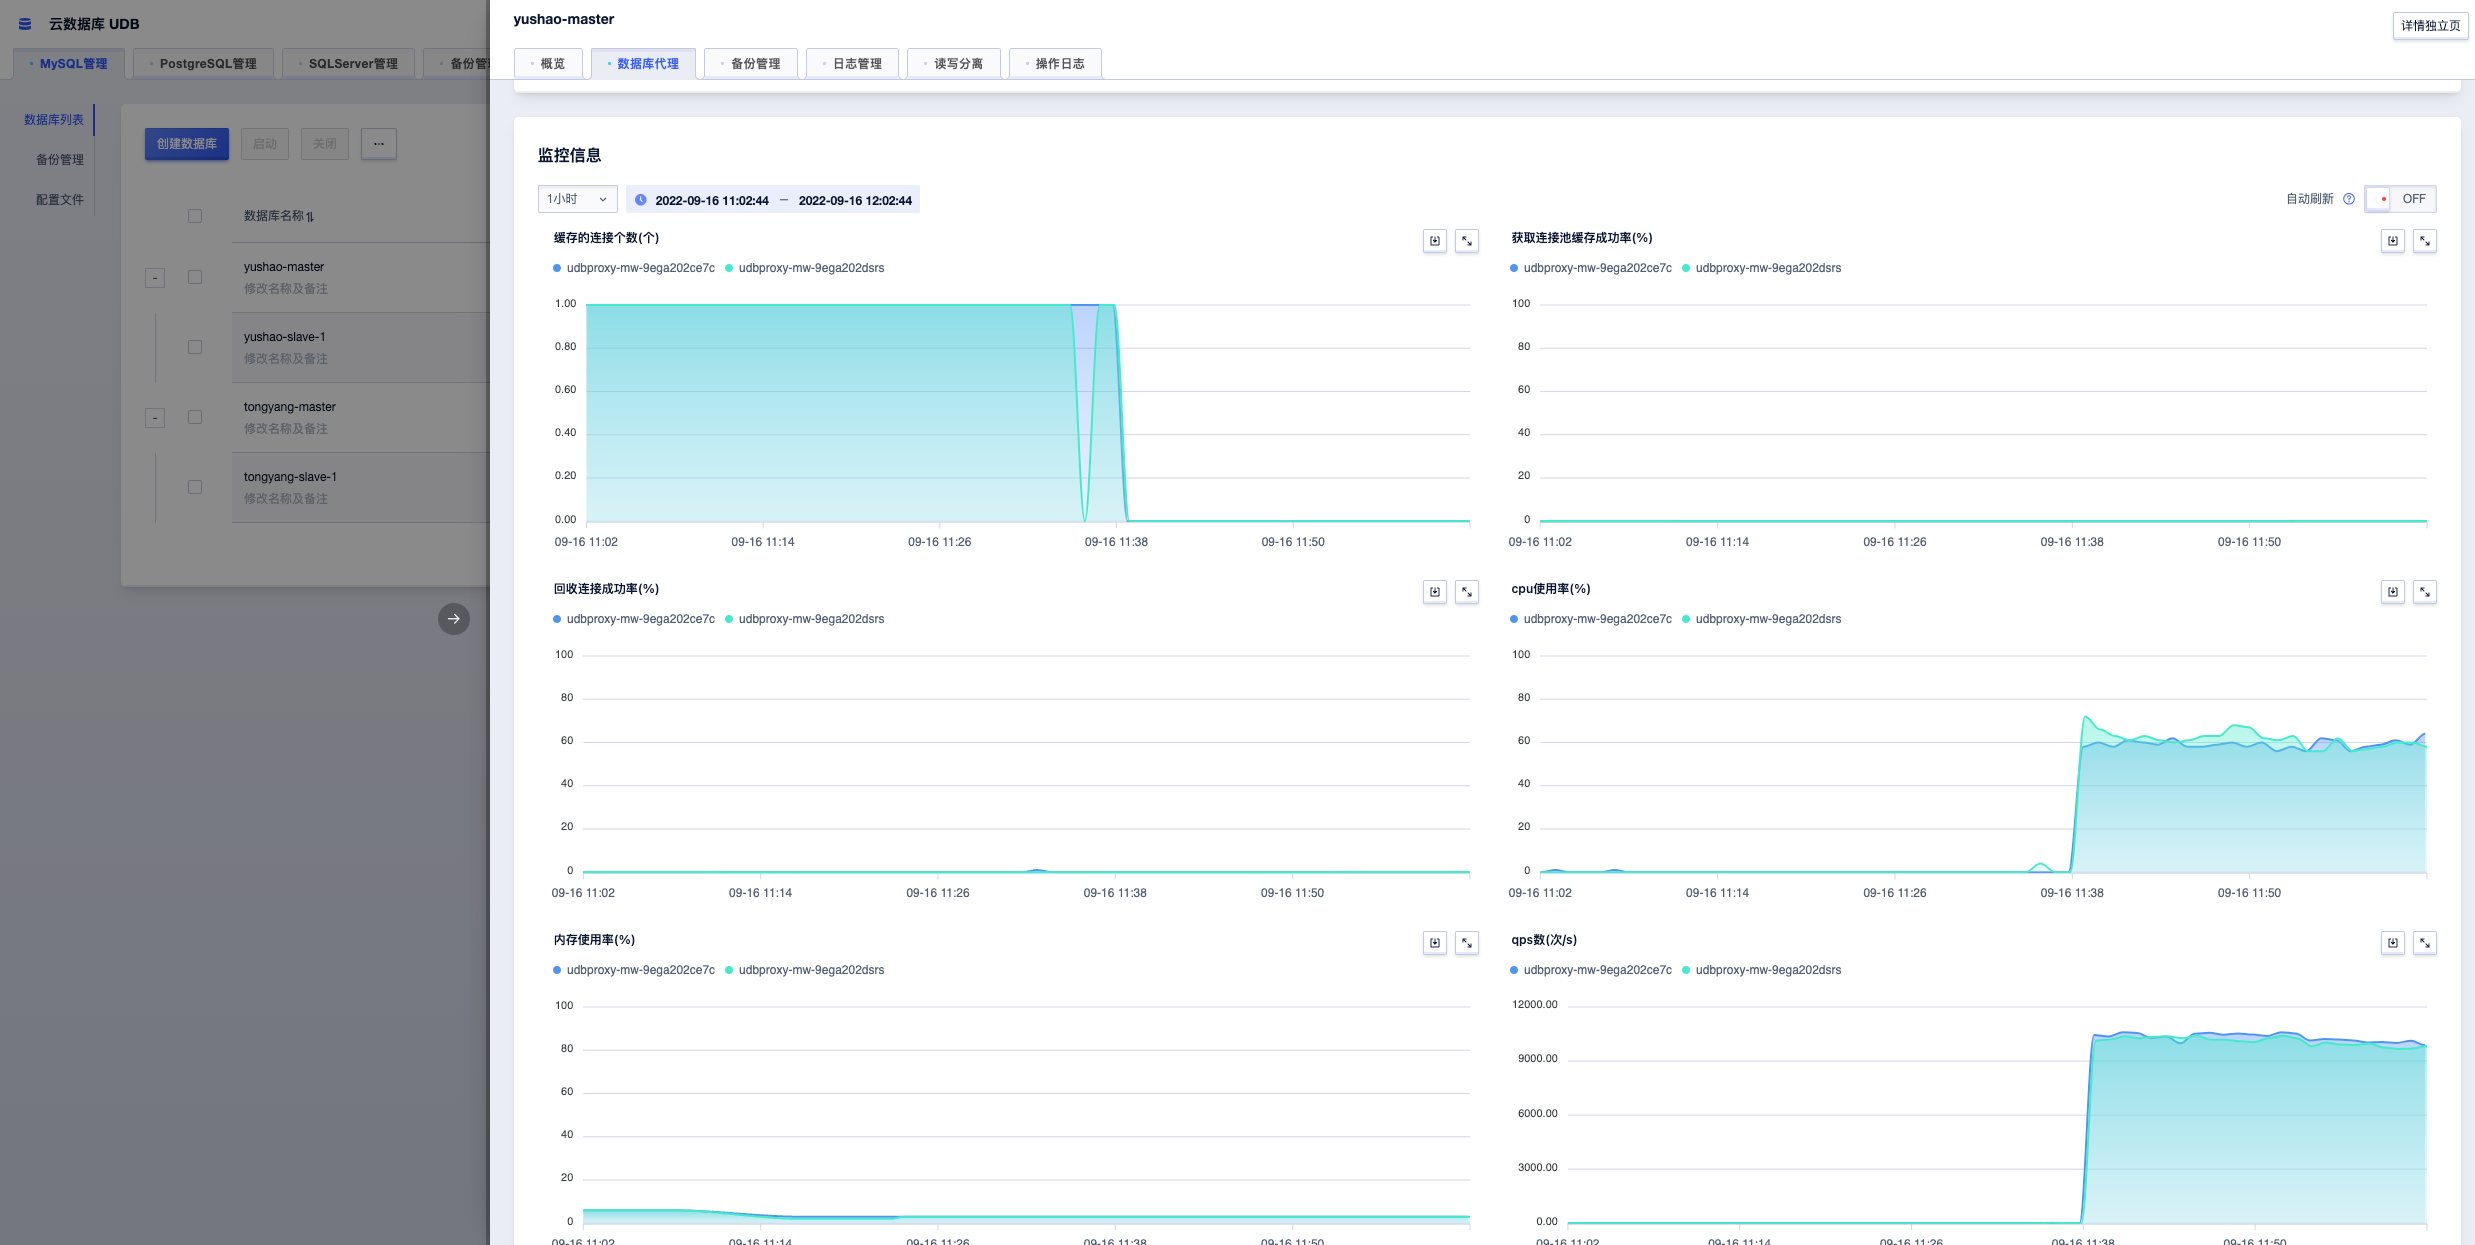 云数据库 UDB
MySQL管理
PostgreSQL管理
SQLServer管理
备份管
数据库列表
备份管理
配置文件
创建数据库
启动
关闭
...
数据库名称
yushao-master
修改名称及备注
yushao-slave-1
修改名称及备注
tongyang-master
修改名称及备注
tongyang-slave-1
修改名称及备注
yushao-master
详情独立页
概览
数据库代理
备份管理
日志管理
读写分离
操作日志
监控信息
1小时
2022-09-16 11:02:44 – 2022-09-16 12:02:44
自动刷新
OFF
缓存的连接个数(个)
udbproxy-mw-9ega202ce7c
udbproxy-mw-9ega202dsrs
1.00
0.80
0.60
0.40
0.20
0.00
09-16 11:02
09-16 11:14
09-16 11:26
09-16 11:38
09-16 11:50
获取连接池缓存成功率(%)
udbproxy-mw-9ega202ce7c
udbproxy-mw-9ega202dsrs
100
80
60
40
20
0
09-16 11:02
09-16 11:14
09-16 11:26
09-16 11:38
09-16 11:50
回收连接成功率(%)
udbproxy-mw-9ega202ce7c
udbproxy-mw-9ega202dsrs
100
80
60
40
20
0
09-16 11:02
09-16 11:14
09-16 11:26
09-16 11:38
09-16 11:50
cpu使用率(%)
udbproxy-mw-9ega202ce7c
udbproxy-mw-9ega202dsrs
100
80
60
40
20
0
09-16 11:02
09-16 11:14
09-16 11:26
09-16 11:38
09-16 11:50
内存使用率(%)
udbproxy-mw-9ega202ce7c
udbproxy-mw-9ega202dsrs
100
80
60
40
20
0
09-16 11:02
09-16 11:14
09-16 11:26
09-16 11:38
09-16 11:50
qps数(次/s)
udbproxy-mw-9ega202ce7c
udbproxy-mw-9ega202dsrs
12000.00
9000.00
6000.00
3000.00
0.00
09-16 11:02
09-16 11:14
09-16 11:26
09-16 11:38
09-16 11:50